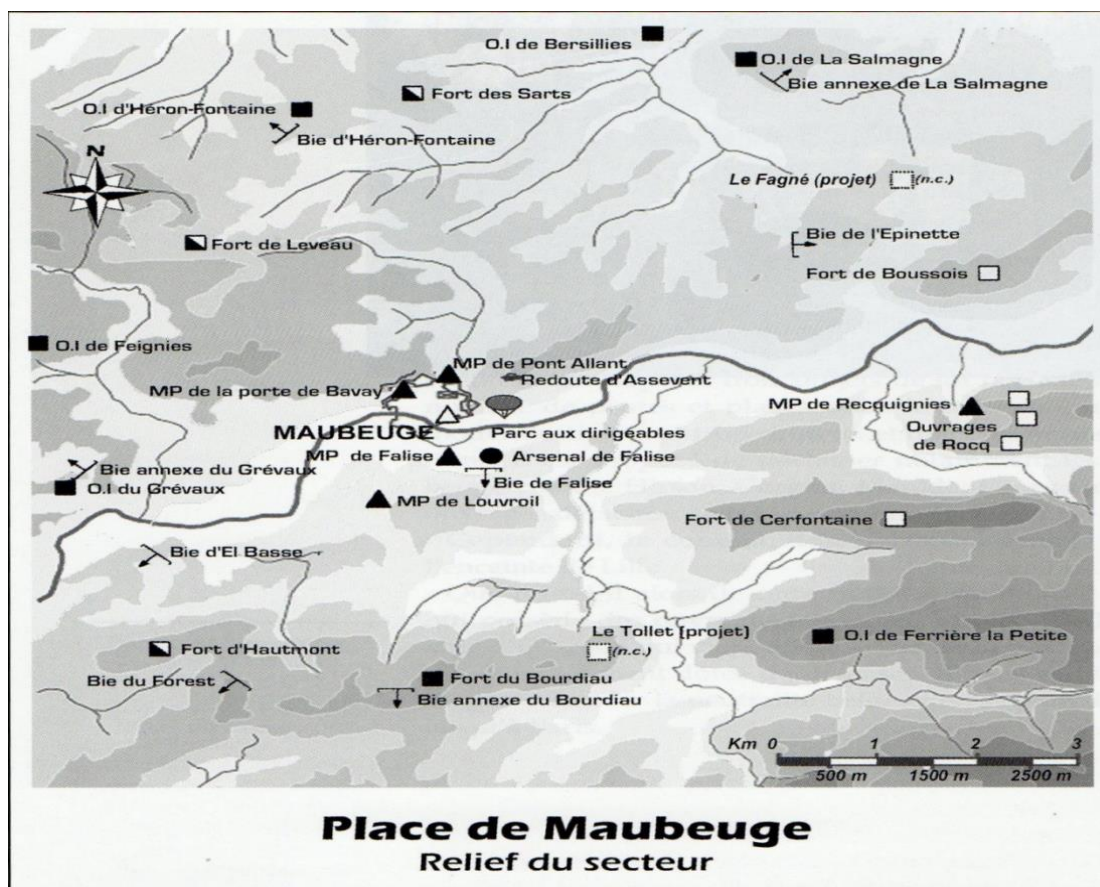 O.I de Bersillies
O.I de La Salmagne
Bie annexe de La Salmagne
Fort des Sarts
O.I d'Héron-Fontaine
Bie d'Héron-Fontaine
N
Le Fagné (projet) (n.c.)
Bie de l'Epinette
Fort de Leveau
Fort de Boussois
O.I de Feignies
MP de Pont Allant
Redoute d'Assevent
MP de la porte de Bavay
MP de Recquignies
Ouvrages
de Rocq
MAUBEUGE
Parc aux dirigeables
MP de Falise
Arsenal de Falise
Bie annexe du Grévaux
Bie de Falise
O.I du Grévaux
MP de Louvroil
Fort de Cerfontaine
Bie d'El Basse
Le Tollet (projet)
(n.c.)
O.I de Ferrière la Petite
Fort d'Hautmont
Bie du Forest
Fort du Bourdiau
Bie annexe du Bourdiau
Km 0 1 2 3
500 m 1500 m 2500 m
Place de Maubeuge
Relief du secteur